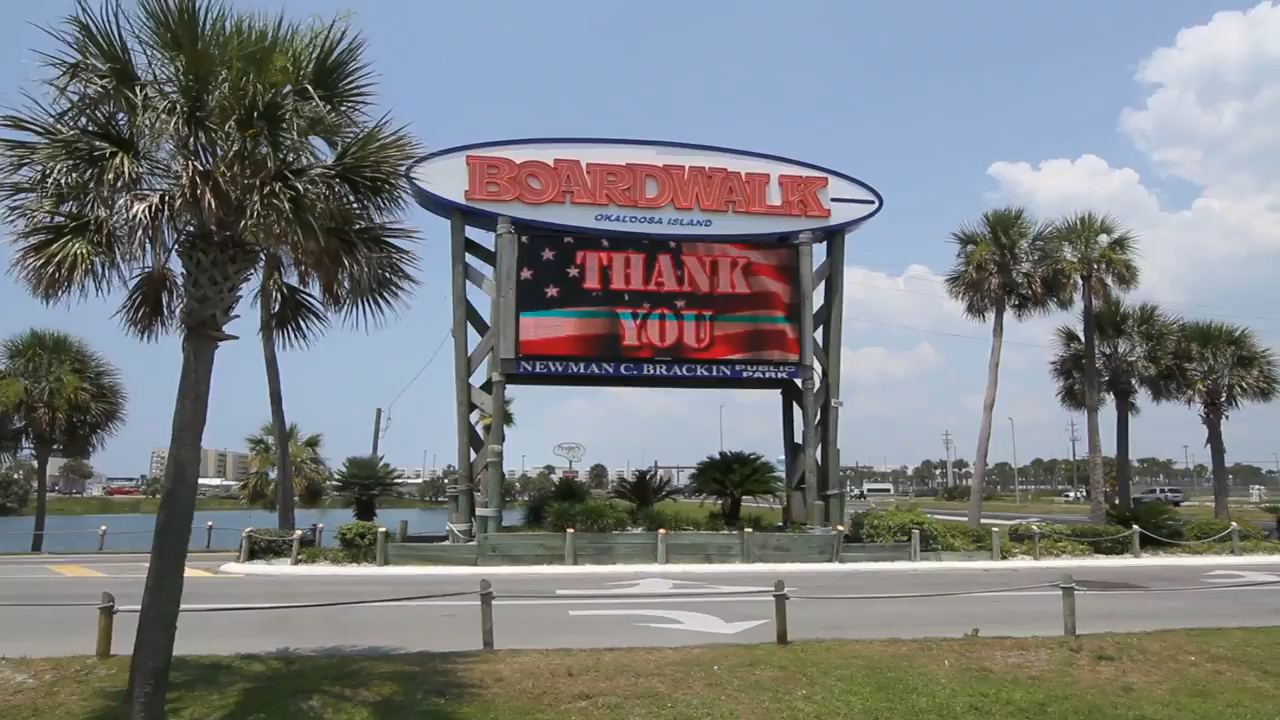 BOARDWALK
OKALOOSA ISLAND
THANK
YOU
NEWMAN C. BRACKIN PUBLIC PARK